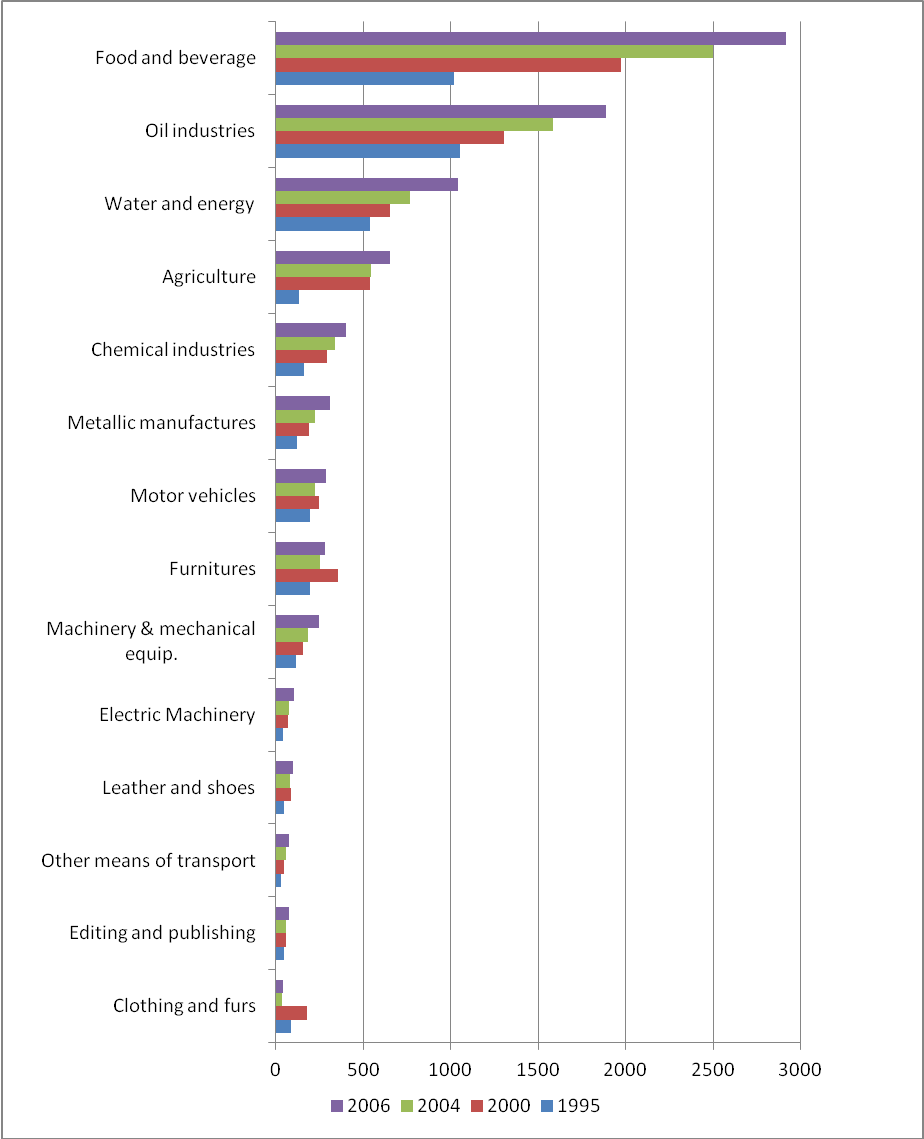 Food and beverage
Oil industries
Water and energy
Agriculture
Chemical industries
Metallic manufactures
Motor vehicles
Furnitures
Machinery & mechanical
equip.
Electric Machinery
Leather and shoes
Other means of transport
Editing and publishing
Clothing and furs
0 500 1000 1500 2000 2500 3000
2006 2004 2000 1995